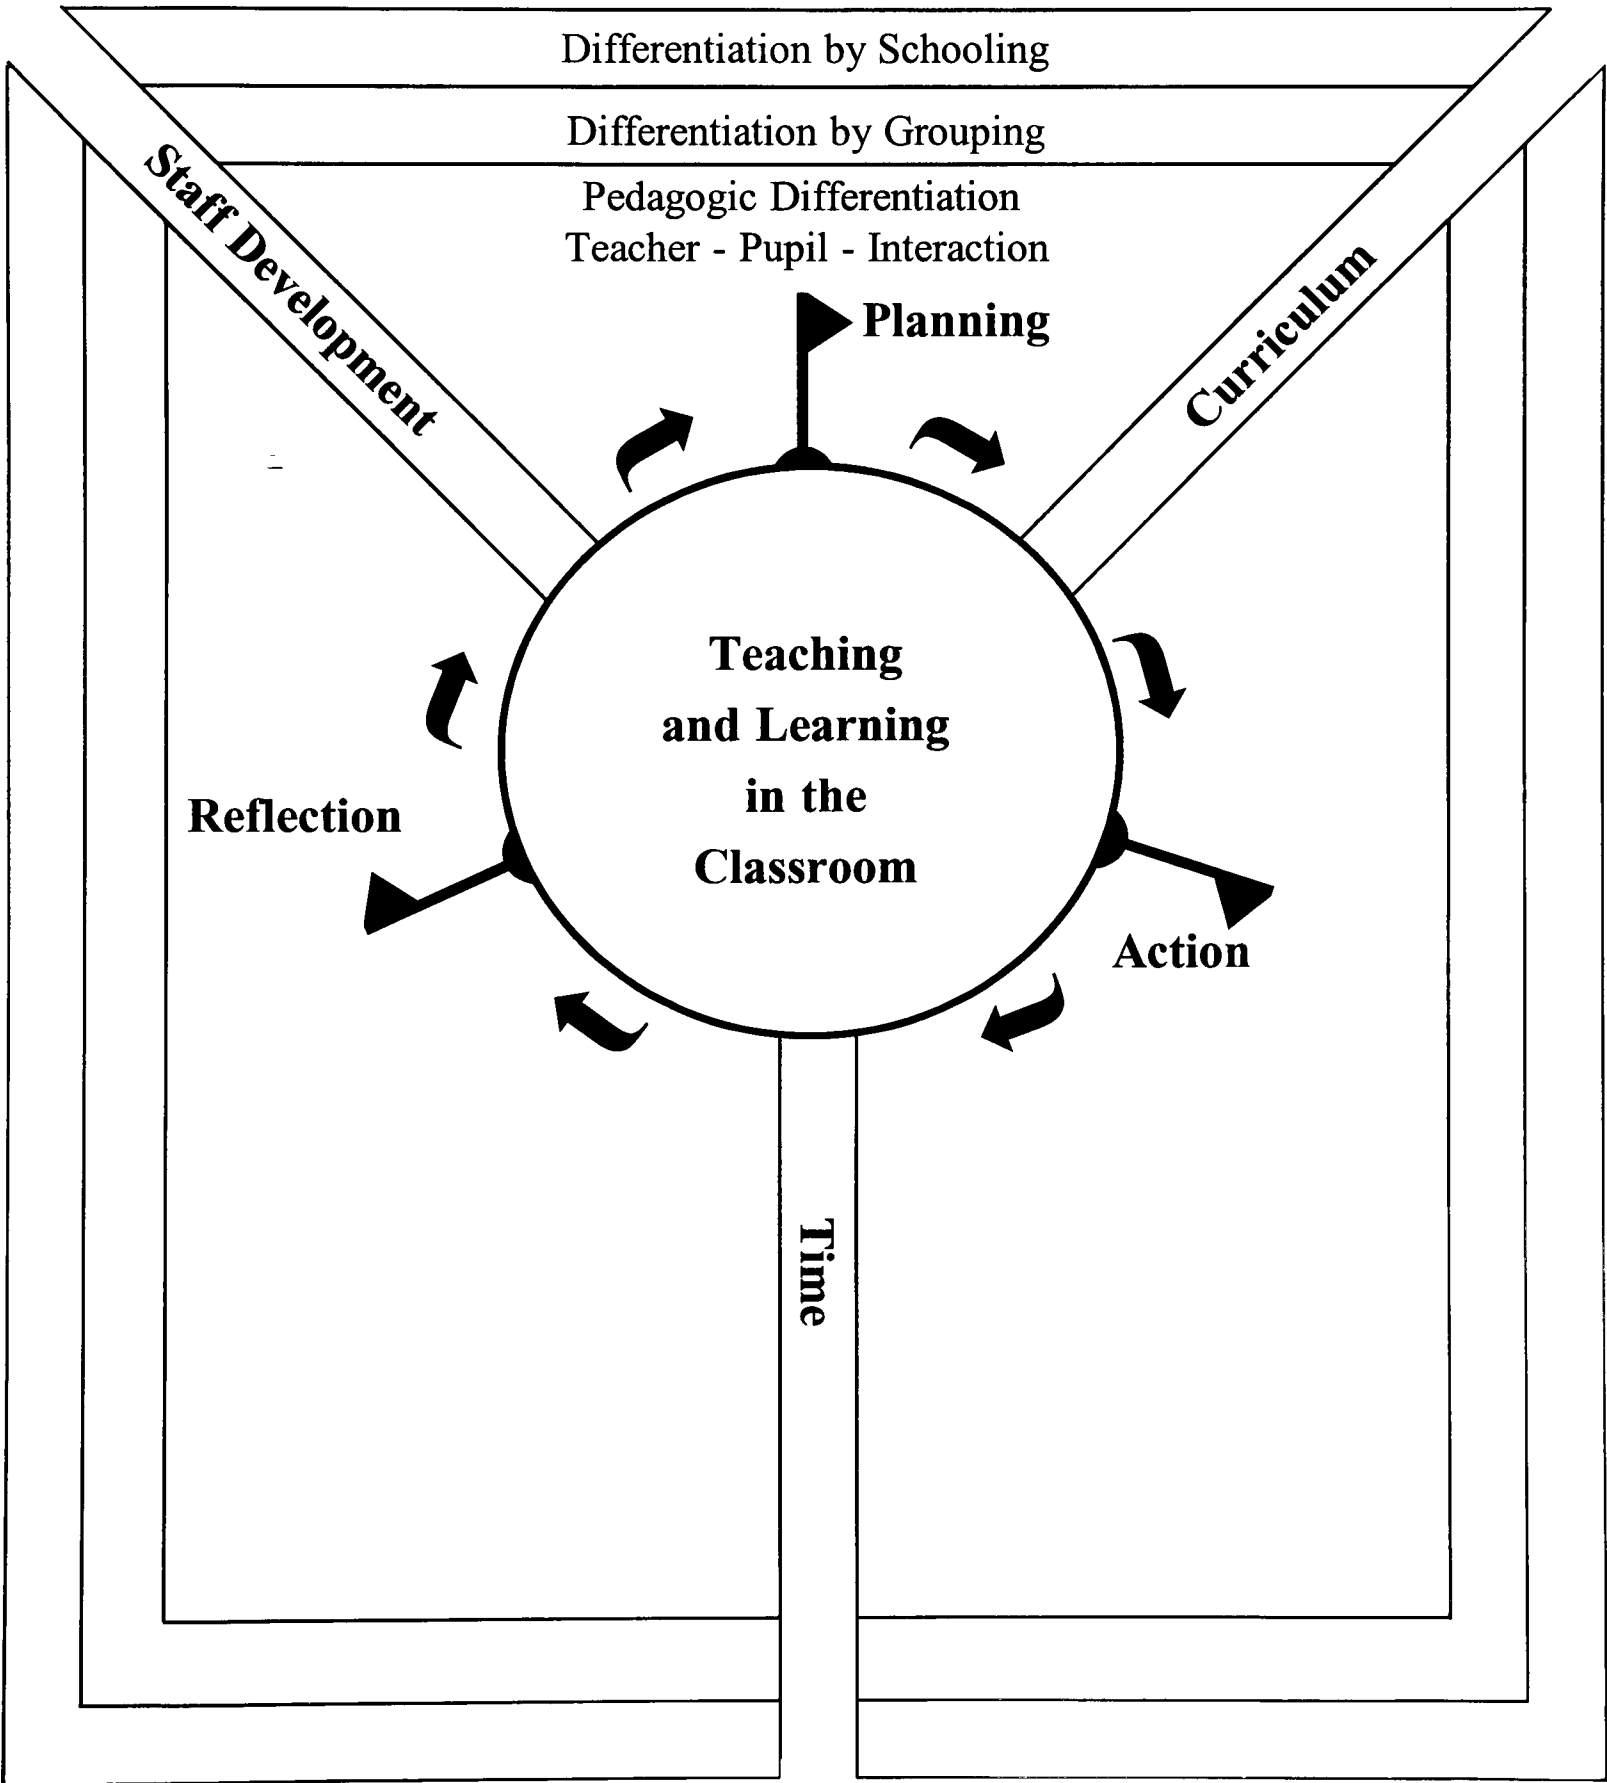 Differentiation by Schooling
Differentiation by Grouping
Pedagogic Differentiation
Teacher - Pupil - Interaction
Staff Development
Curriculum
Planning
Teaching
and Learning
in the
Classroom
Reflection
Action
Time